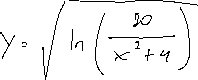 y = √(ln(20/(x²+4)))